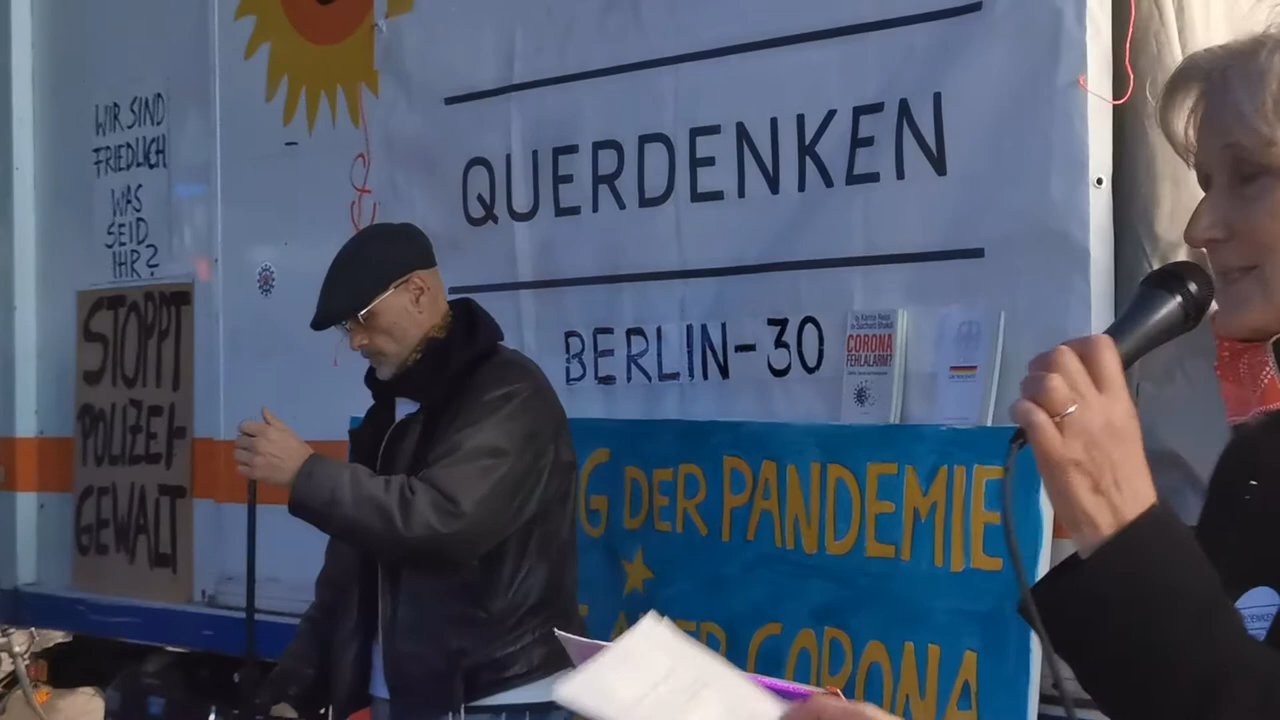 WIR SIND
FRIEDLICH
WAS
SEID
IHR?
STOPPT
POLIZEI-
GEWALT
QUERDENKEN
BERLIN-30
CORONA
FEHLALARM?
G DER PANDEMIE
CORONA